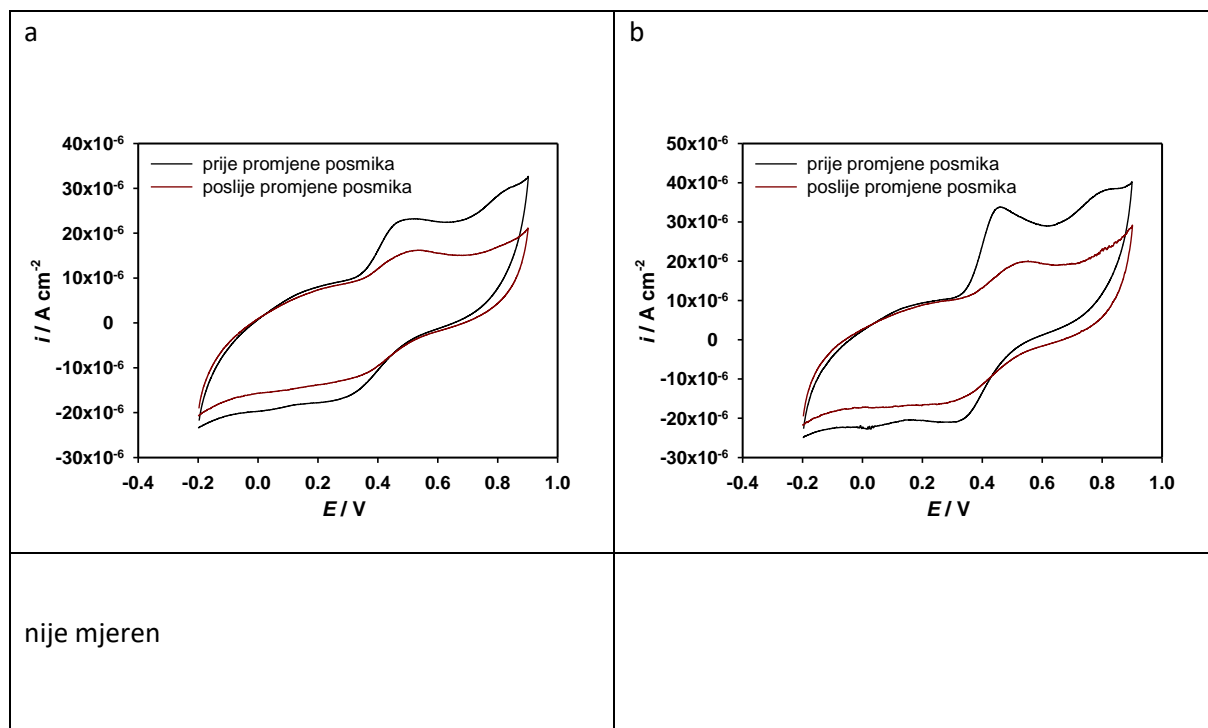 a
40x10-6
30x10-6
20x10-6
10x10-6
0
-10x10-6
-20x10-6
-30x10-6
i / A cm-2
prije promjene posmika
poslije promjene posmika
-0.4 -0.2 0.0 0.2 0.4 0.6 0.8 1.0
E / V
b
50x10-6
40x10-6
30x10-6
20x10-6
10x10-6
0
-10x10-6
-20x10-6
-30x10-6
i / A cm-2
prije promjene posmika
poslije promjene posmika
-0.4 -0.2 0.0 0.2 0.4 0.6 0.8 1.0
E / V
nije mjeren